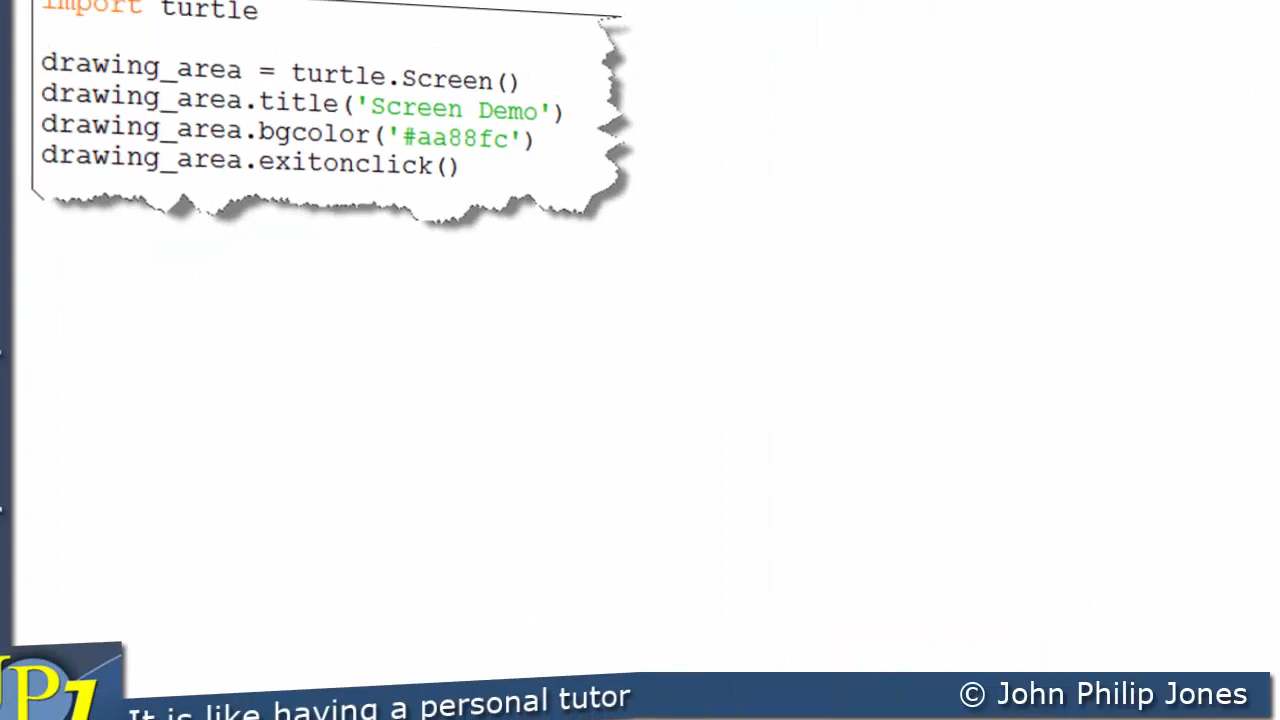 import turtle
drawing_area = turtle.Screen()
drawing_area.title('Screen Demo')
drawing_area.bgcolor('#aa88fc')
drawing_area.exitonclick()
JPJ
It is like having a personal tutor
© John Philip Jones